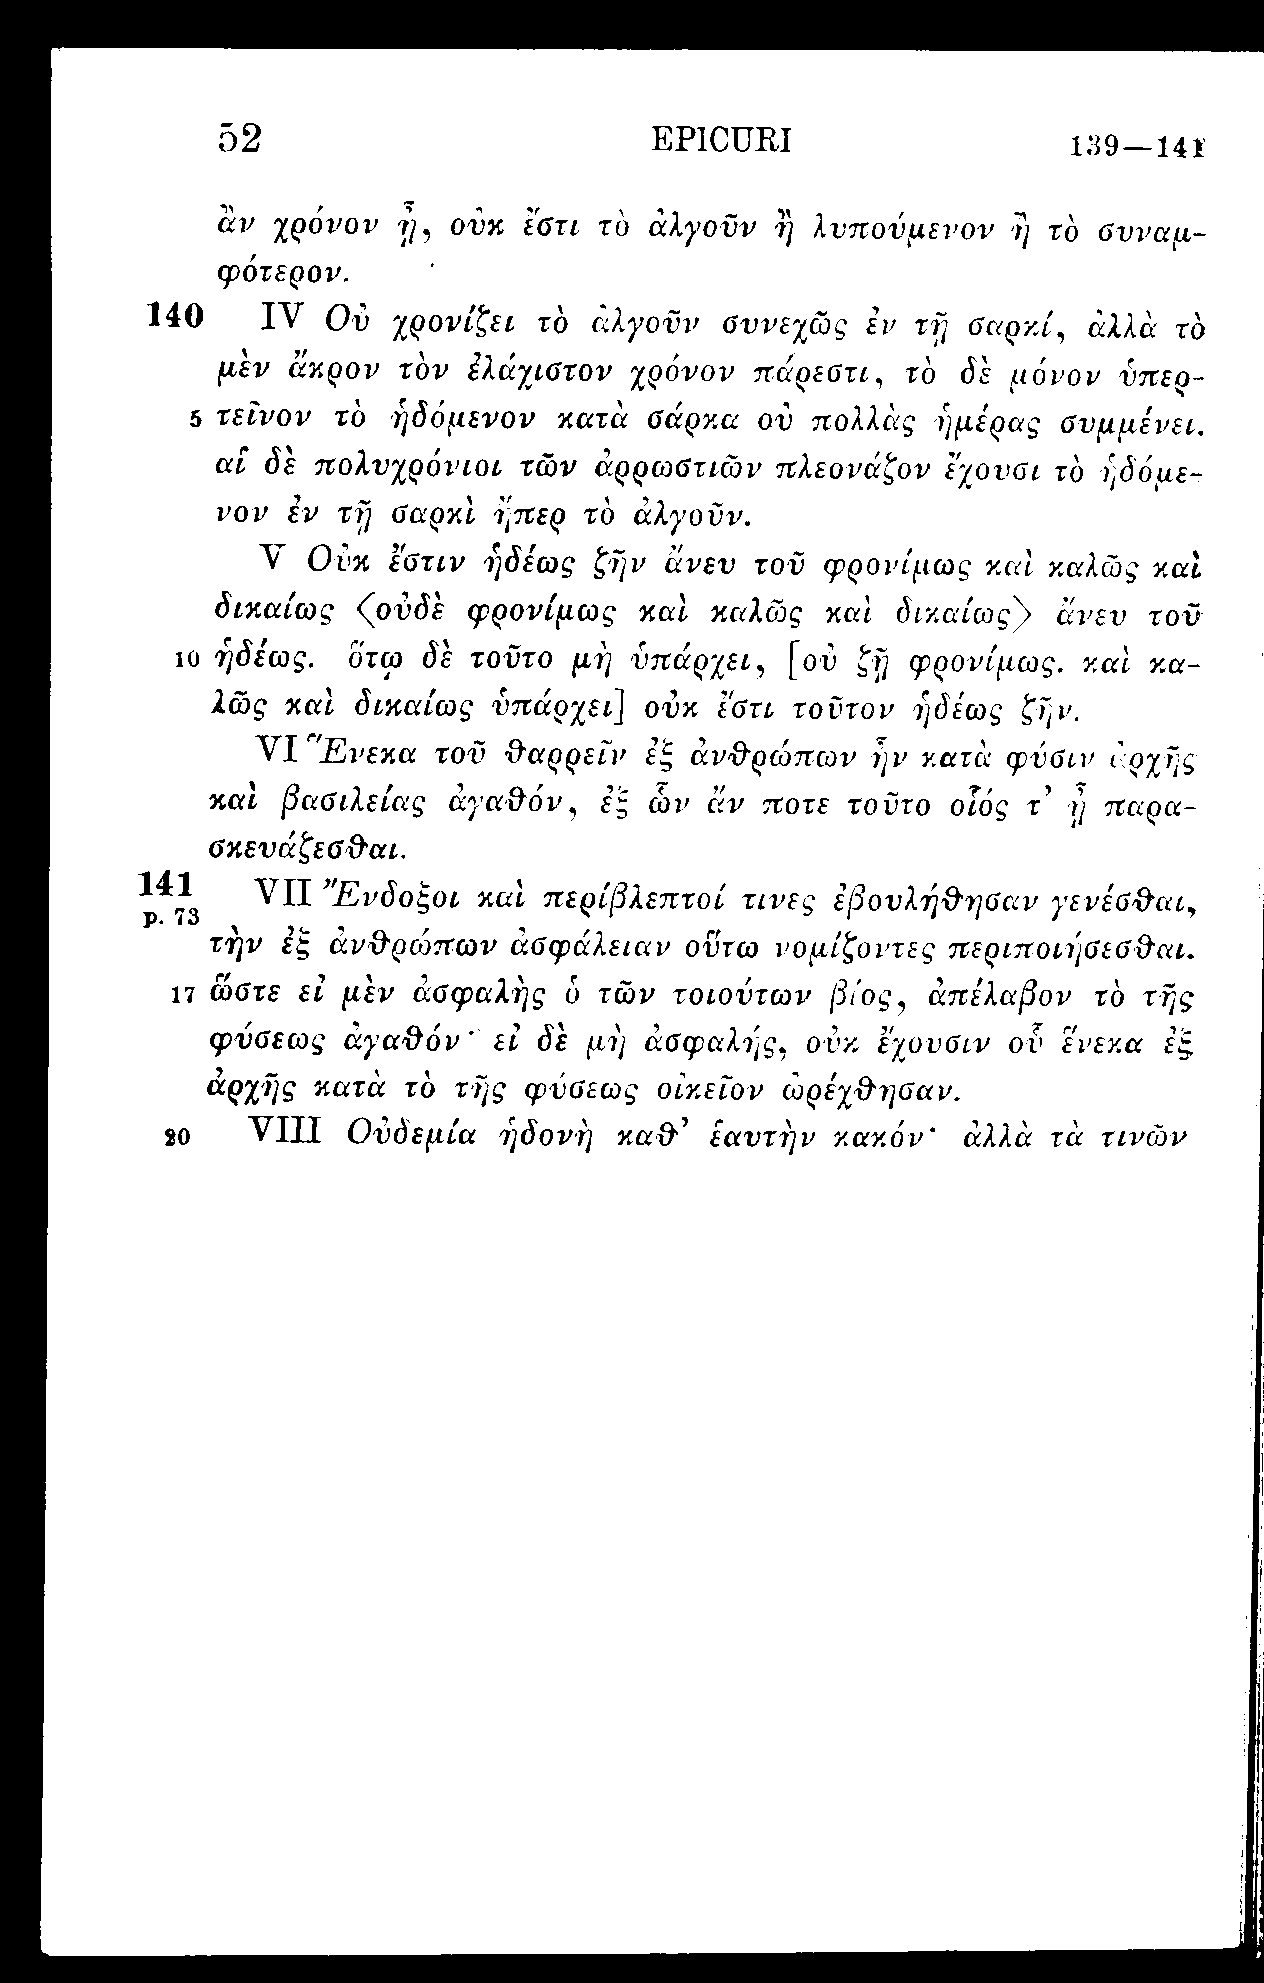 52 EPICURI 139—141
ἂν χρόνον ᾖ, οὐκ ἔστι τὸ ἀλγοῦν ἢ λυπούμενον ἢ τὸ συναμ-
φότερον.
140 IV Οὐ χρονίζει τὸ ἀλγοῦν συνεχῶς ἐν τῇ σαρκί, ἀλλὰ τὸ
μὲν ἄκρον τὸν ἐλάχιστον χρόνον πάρεστι, τὸ δὲ μόνον ὑπερ-
5 τεῖνον τὸ ἡδόμενον κατὰ σάρκα οὐ πολλὰς ἡμέρας συμμένει.
αἱ δὲ πολυχρόνιοι τῶν ἀρρωστιῶν πλεονάζον ἔχουσι τὸ ἡδόμε-
νον ἐν τῇ σαρκὶ ἤπερ τὸ ἀλγοῦν.
V Οὐκ ἔστιν ἡδέως ζῆν ἄνευ τοῦ φρονίμως καὶ καλῶς καὶ
δικαίως 〈οὐδὲ φρονίμως καὶ καλῶς καὶ δικαίως〉 ἄνευ τοῦ
10 ἡδέως. ὅτῳ δὲ τοῦτο μὴ ὑπάρχει, [οὐ ζῇ φρονίμως. καὶ κα-
λῶς καὶ δικαίως ὑπάρχει] οὐκ ἔστι τοῦτον ἡδέως ζῆν.
VI Ἕνεκα τοῦ θαρρεῖν ἐξ ἀνθρώπων ἦν κατὰ φύσιν ἀρχῆς
καὶ βασιλείας ἀγαθόν, ἐξ ὧν ἄν ποτε τοῦτο οἷός τ᾽ ᾖ παρα-
σκευάζεσθαι.
141 VII Ἔνδοξοι καὶ περίβλεπτοί τινες ἐβουλήθησαν γενέσθαι,
p. 73 τὴν ἐξ ἀνθρώπων ἀσφάλειαν οὕτω νομίζοντες περιποιήσεσθαι.
17 ὥστε εἰ μὲν ἀσφαλὴς ὁ τῶν τοιούτων βίος, ἀπέλαβον τὸ τῆς
φύσεως ἀγαθόν· εἰ δὲ μὴ ἀσφαλής, οὐκ ἔχουσιν οὗ ἕνεκα ἐξ
ἀρχῆς κατὰ τὸ τῆς φύσεως οἰκεῖον ὠρέχθησαν.
20 VIII Οὐδεμία ἡδονὴ καθ᾽ ἑαυτὴν κακόν· ἀλλὰ τὰ τινῶν